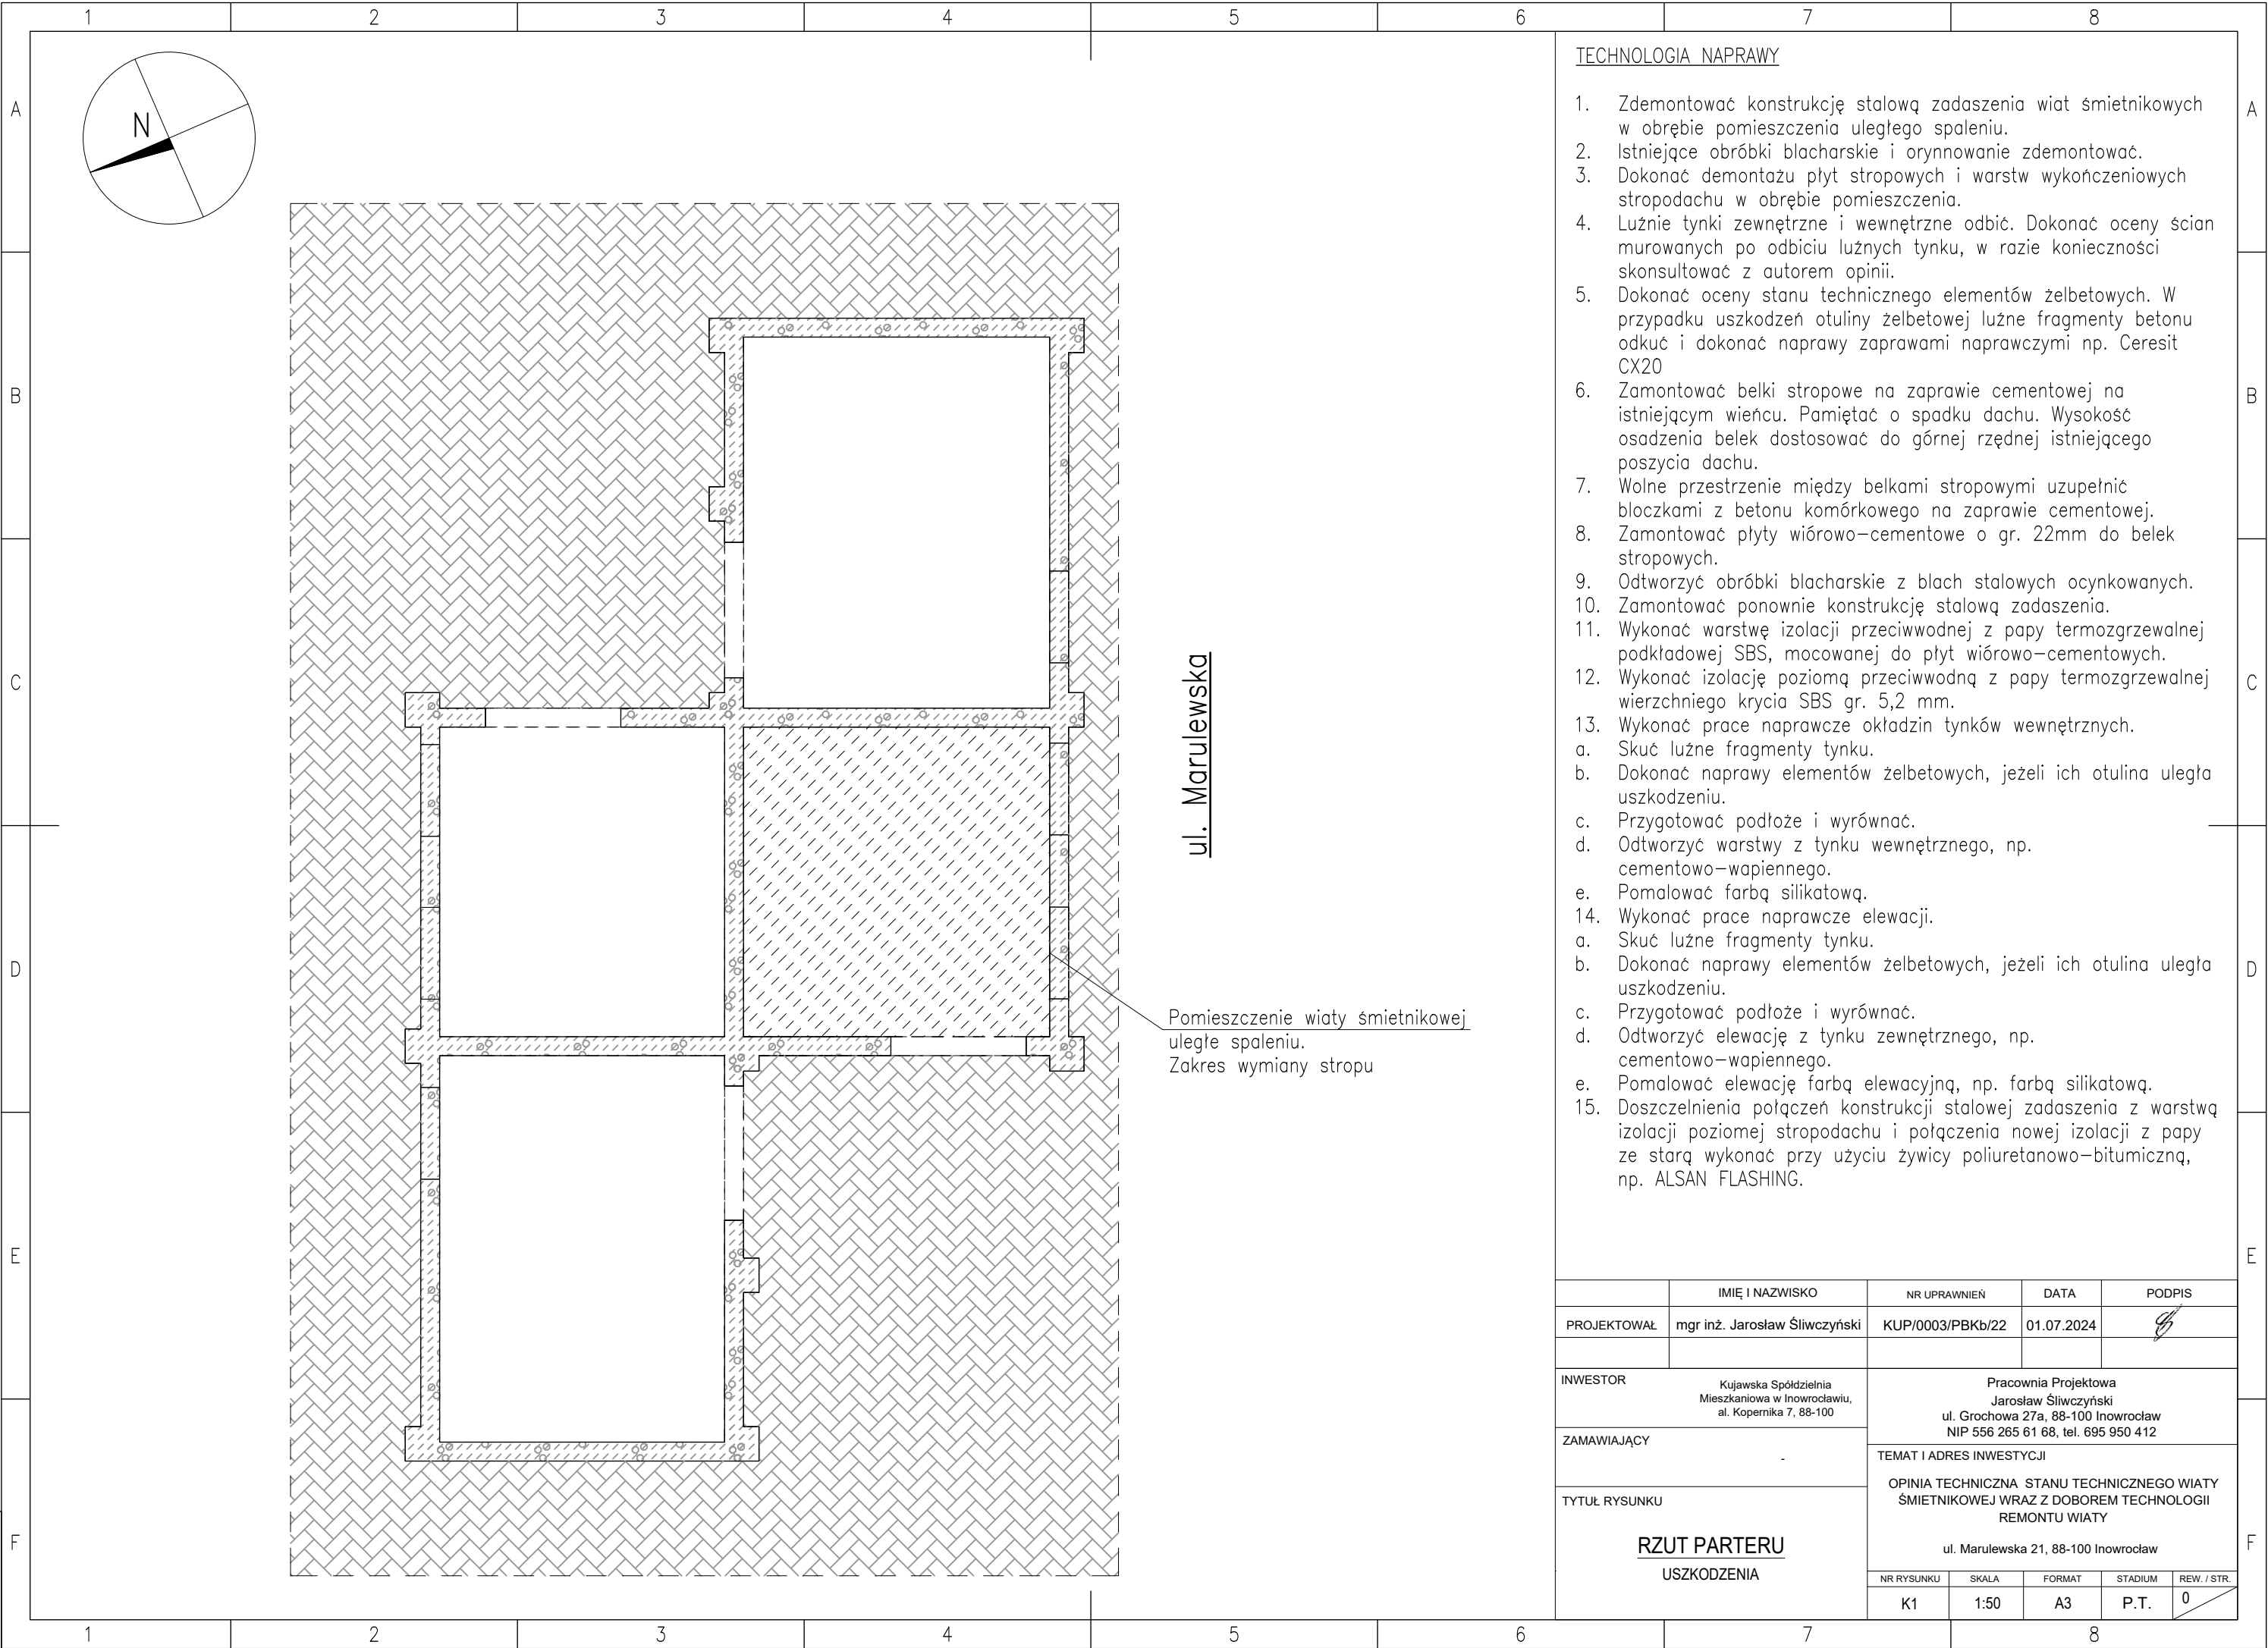 1 2 3 4 5 6 7 8
A A
B B
C C
D D
E E
F F
N
ul. Marulewska
Pomieszczenie wiaty śmietnikowej
uległe spaleniu.
Zakres wymiany stropu
TECHNOLOGIA NAPRAWY
1. Zdemontować konstrukcję stalową zadaszenia wiat śmietnikowych
w obrębie pomieszczenia uległego spaleniu.
2. Istniejące obróbki blacharskie i orynnowanie zdemontować.
3. Dokonać demontażu płyt stropowych i warstw wykończeniowych
stropodachu w obrębie pomieszczenia.
4. Luźnie tynki zewnętrzne i wewnętrzne odbić. Dokonać oceny ścian
murowanych po odbiciu luźnych tynku, w razie konieczności
skonsultować z autorem opinii.
5. Dokonać oceny stanu technicznego elementów żelbetowych. W
przypadku uszkodzeń otuliny żelbetowej luźne fragmenty betonu
odkuć i dokonać naprawy zaprawami naprawczymi np. Ceresit
CX20
6. Zamontować belki stropowe na zaprawie cementowej na
istniejącym wieńcu. Pamiętać o spadku dachu. Wysokość
osadzenia belek dostosować do górnej rzędnej istniejącego
poszycia dachu.
7. Wolne przestrzenie między belkami stropowymi uzupełnić
bloczkami z betonu komórkowego na zaprawie cementowej.
8. Zamontować płyty wiórowo-cementowe o gr. 22mm do belek
stropowych.
9. Odtworzyć obróbki blacharskie z blach stalowych ocynkowanych.
10. Zamontować ponownie konstrukcję stalową zadaszenia.
11. Wykonać warstwę izolacji przeciwwodnej z papy termozgrzewalnej
podkładowej SBS, mocowanej do płyt wiórowo-cementowych.
12. Wykonać izolację poziomą przeciwwodną z papy termozgrzewalnej
wierzchniego krycia SBS gr. 5,2 mm.
13. Wykonać prace naprawcze okładzin tynków wewnętrznych.
a. Skuć luźne fragmenty tynku.
b. Dokonać naprawy elementów żelbetowych, jeżeli ich otulina uległa
uszkodzeniu.
c. Przygotować podłoże i wyrównać.
d. Odtworzyć warstwy z tynku wewnętrznego, np.
cementowo-wapiennego.
e. Pomalować farbą silikatową.
14. Wykonać prace naprawcze elewacji.
a. Skuć luźne fragmenty tynku.
b. Dokonać naprawy elementów żelbetowych, jeżeli ich otulina uległa
uszkodzeniu.
c. Przygotować podłoże i wyrównać.
d. Odtworzyć elewację z tynku zewnętrznego, np.
cementowo-wapiennego.
e. Pomalować elewację farbą elewacyjną, np. farbą silikatową.
15. Doszczelnienia połączeń konstrukcji stalowej zadaszenia z warstwą
izolacji poziomej stropodachu i połączenia nowej izolacji z papy
ze starą wykonać przy użyciu żywicy poliuretanowo-bitumiczną,
np. ALSAN FLASHING.
IMIĘ I NAZWISKO NR UPRAWNIEŃ DATA PODPIS
PROJEKTOWAŁ mgr inż. Jarosław Śliwczyński KUP/0003/PBKb/22 01.07.2024
INWESTOR
Kujawska Spółdzielnia
Mieszkaniowa w Inowrocławiu,
al. Kopernika 7, 88-100
Pracownia Projektowa
Jarosław Śliwczyński
ul. Grochowa 27a, 88-100 Inowrocław
NIP 556 265 61 68, tel. 695 950 412
ZAMAWIAJĄCY
-
TEMAT I ADRES INWESTYCJI
OPINIA TECHNICZNA STANU TECHNICZNEGO WIATY
ŚMIETNIKOWEJ WRAZ Z DOBOREM TECHNOLOGII
REMONTU WIATY
ul. Marulewska 21, 88-100 Inowrocław
TYTUŁ RYSUNKU
RZUT PARTERU
USZKODZENIA
NR RYSUNKU SKALA FORMAT STADIUM REW. / STR.
K1 1:50 A3 P.T. 0
1 2 3 4 5 6 7 8